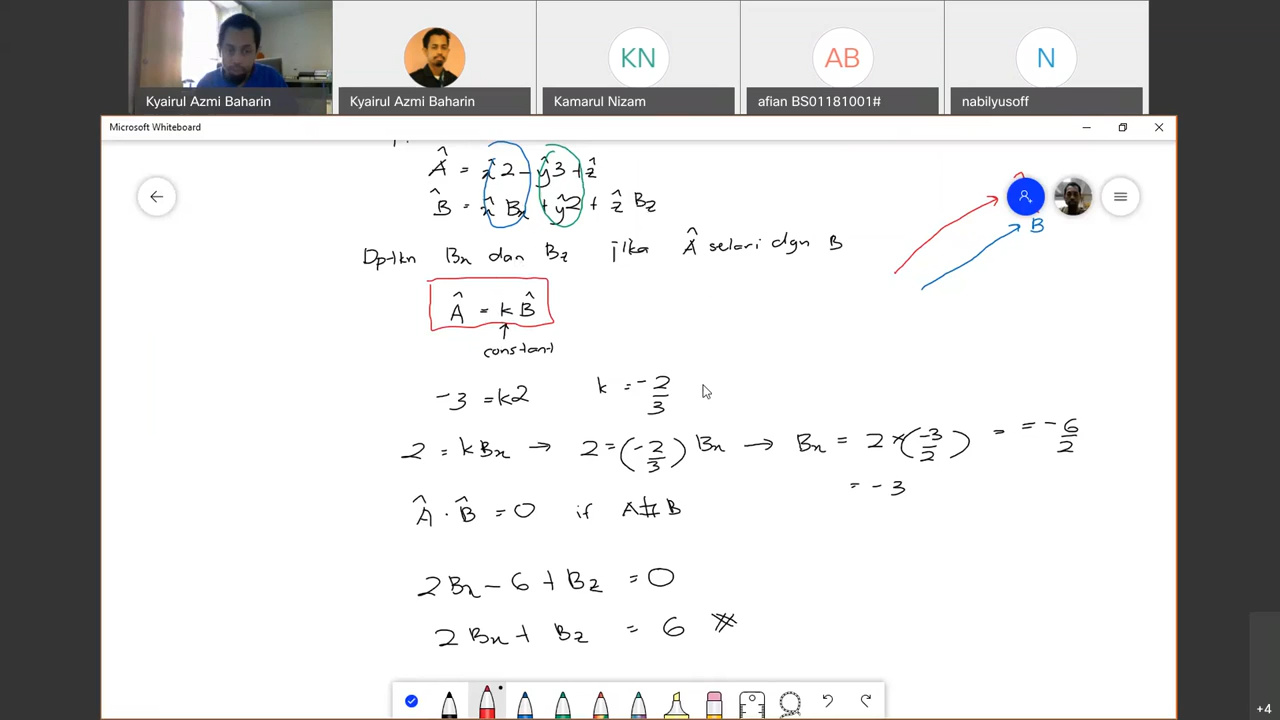 KN
AB
N
Kyairul Azmi Baharin
Kyairul Azmi Baharin
Kamarul Nizam
afian BS01181001#
nabilyusoff
Microsoft Whiteboard
Â = x̂2 - ŷ3 + ẑ
B̂ = x̂ Bx + ŷ2 + ẑ Bz
B
Dptkn Bx dan Bz jika Â selari dgn B
Â = k B̂
constant
-3 = k2 k = -2/3
2 = kBx → 2 = (-2/3) Bx → Bx = 2 × (-3/2) = = -6/2
= -3
Â · B̂ = 0 if A ∦ B
2Bx - 6 + Bz = 0
2Bx + Bz = 6
+4